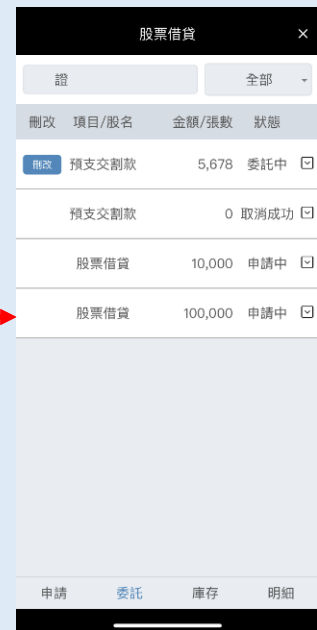 股票借貸 ×
證 全部
刪改 項目/股名 金額/張數 狀態
刪改 預支交割款 5,678 委託中
預支交割款 0 取消成功
股票借貸 10,000 申請中
股票借貸 100,000 申請中
申請 委託 庫存 明細